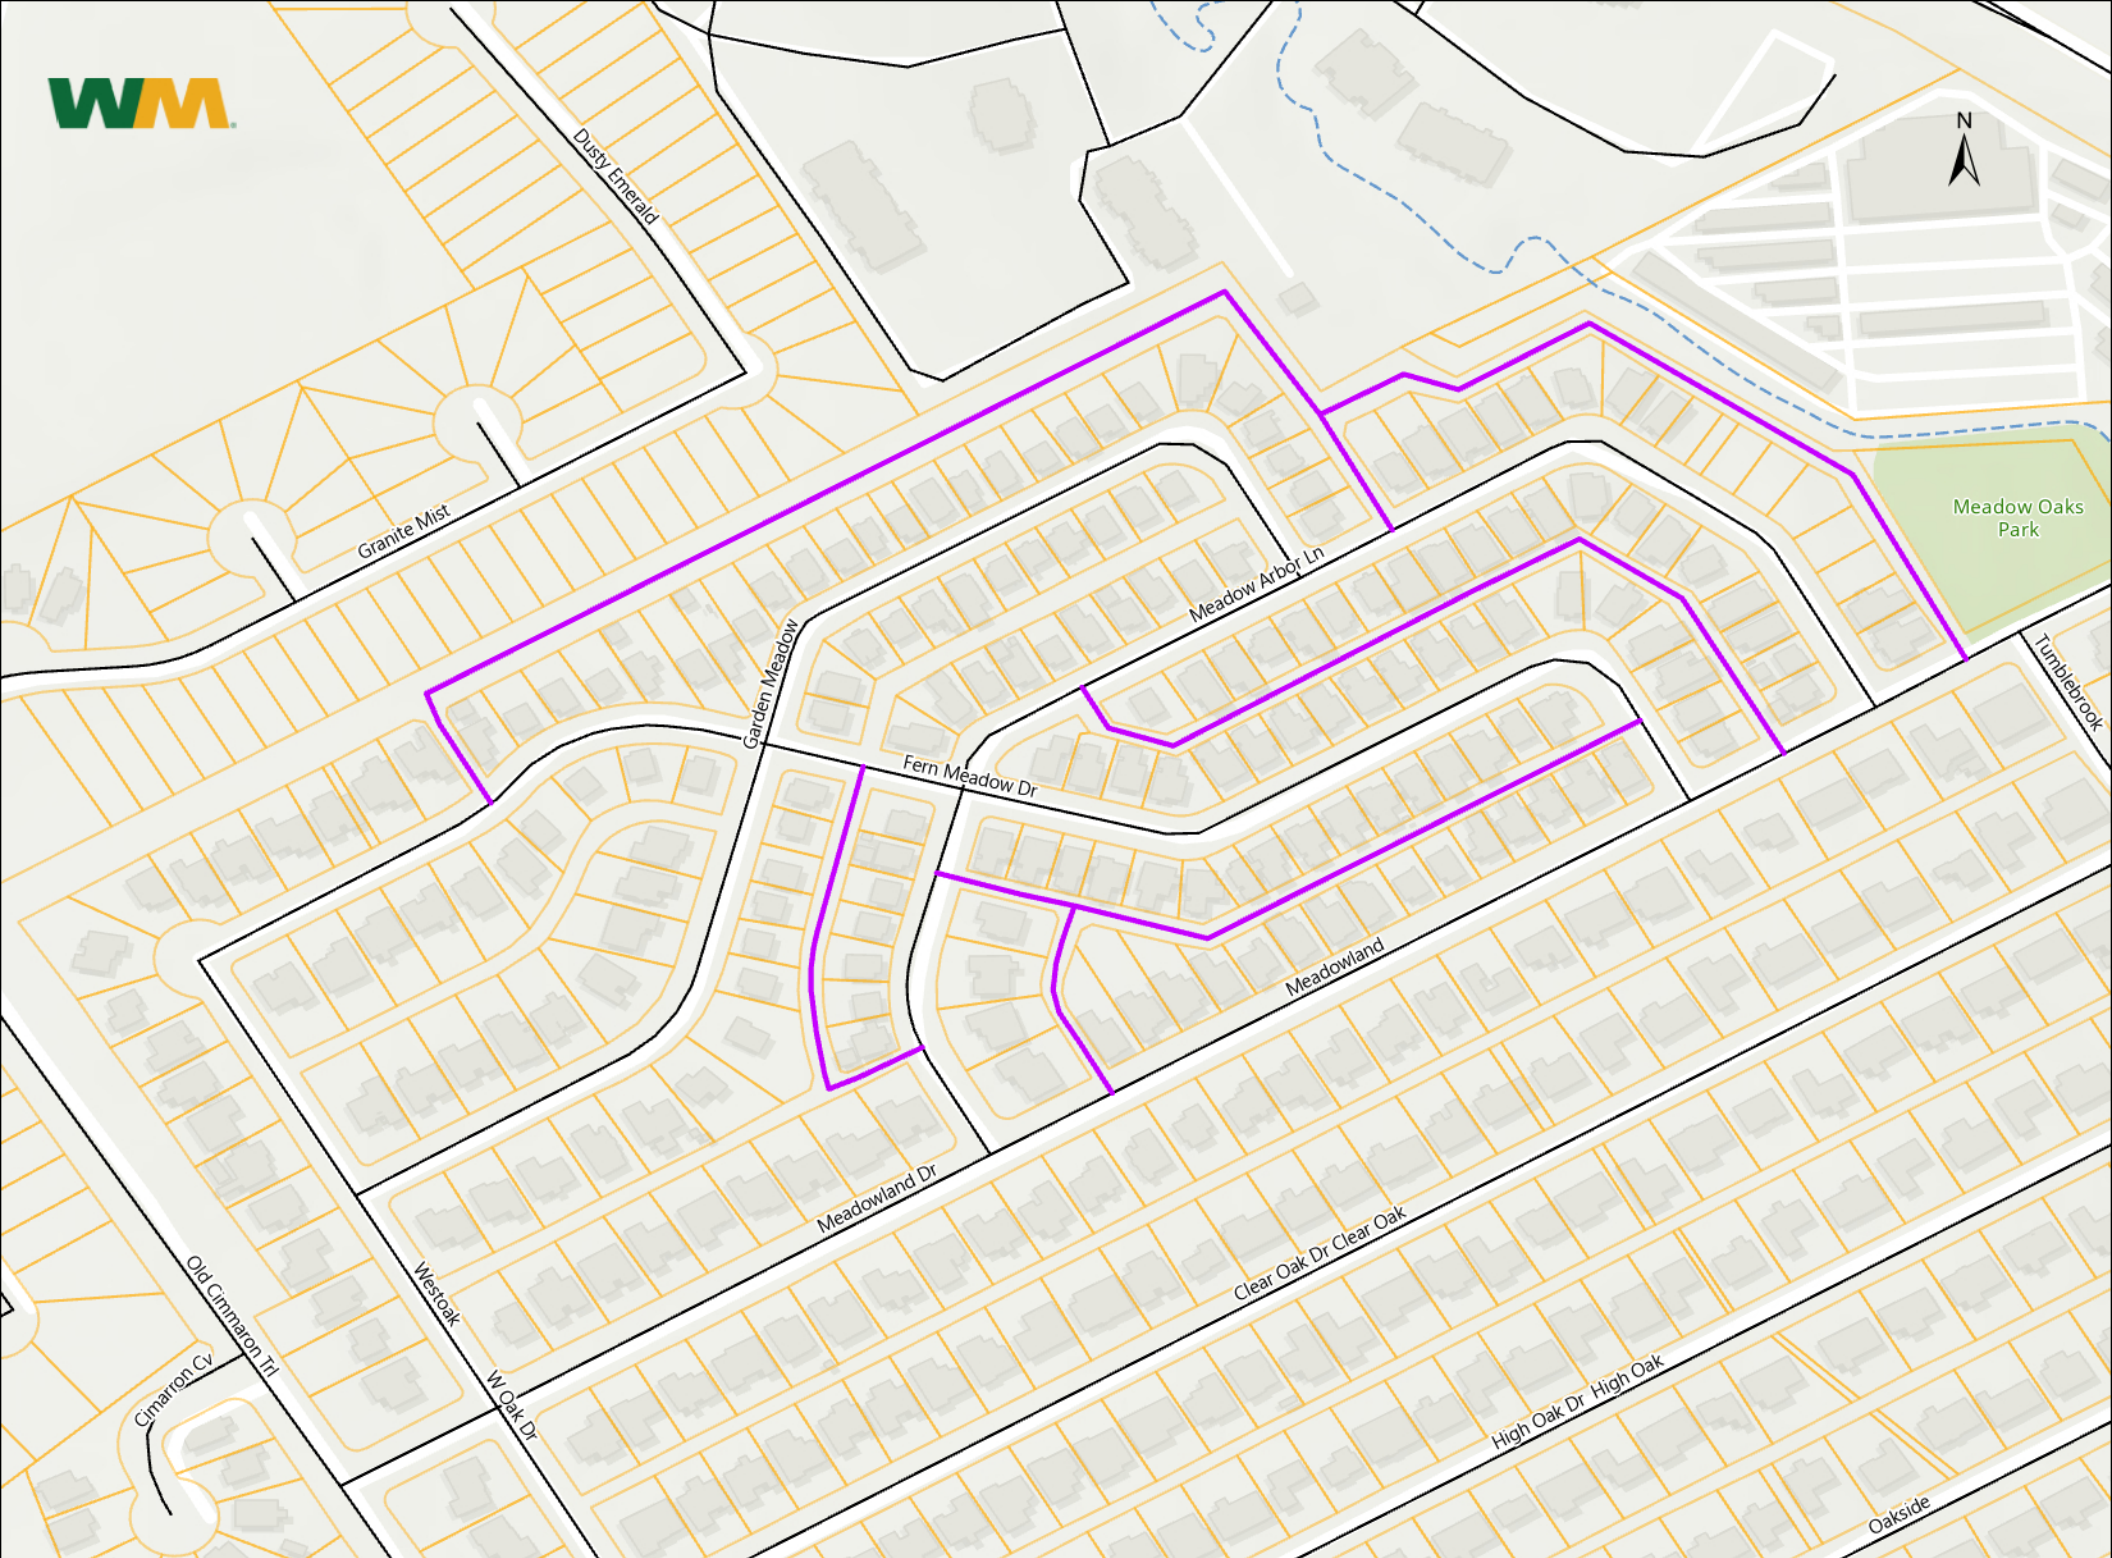 WM
N
Dusty Emerald
Granite Mist
Meadow Oaks
Park
Meadow Arbor Ln
Garden Meadow
Tumblebrook
Fern Meadow Dr
Meadowland
Meadowland Dr
Clear Oak Dr Clear Oak
Old Cimmaron Trl
Westoak
W Oak Dr
Cimarron Cv
High Oak Dr High Oak
Oakside